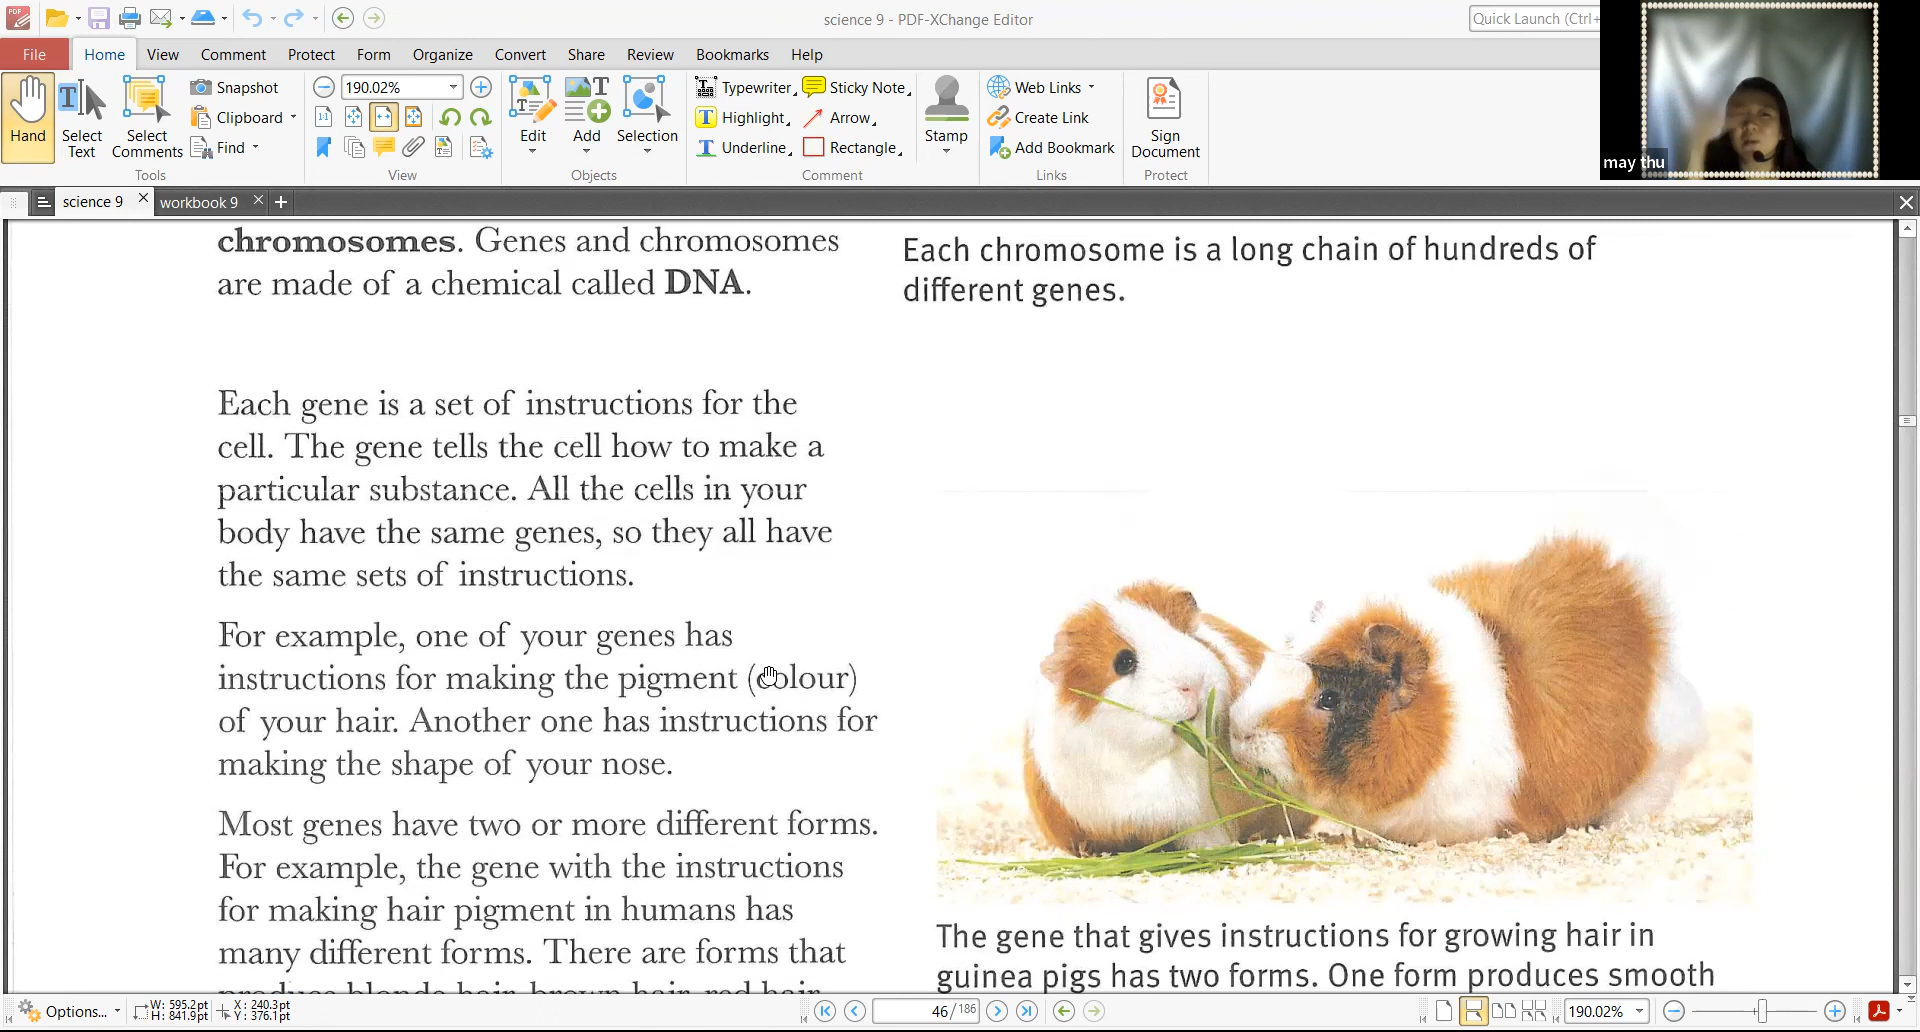 science 9 - PDF-XChange Editor
Quick Launch (Ctrl+
File
Home
View
Comment
Protect
Form
Organize
Convert
Share
Review
Bookmarks
Help
Hand
Select Text
Select Comments
Snapshot
Clipboard
Find
Tools
190.02%
View
Edit
Add
Selection
Objects
Typewriter
Highlight
Underline
Sticky Note
Arrow
Rectangle
Stamp
Comment
Web Links
Create Link
Add Bookmark
Links
Sign Document
Protect
may thu
science 9
workbook 9
chromosomes. Genes and chromosomes
are made of a chemical called DNA.
Each gene is a set of instructions for the
cell. The gene tells the cell how to make a
particular substance. All the cells in your
body have the same genes, so they all have
the same sets of instructions.
For example, one of your genes has
instructions for making the pigment (colour)
of your hair. Another one has instructions for
making the shape of your nose.
Most genes have two or more different forms.
For example, the gene with the instructions
for making hair pigment in humans has
many different forms. There are forms that
produce blonde hair, brown hair, red hair
Each chromosome is a long chain of hundreds of
different genes.
The gene that gives instructions for growing hair in
guinea pigs has two forms. One form produces smooth
Options...
W: 595.2pt
H: 841.9pt
X: 240.3pt
Y: 376.1pt
46 / 186
190.02%